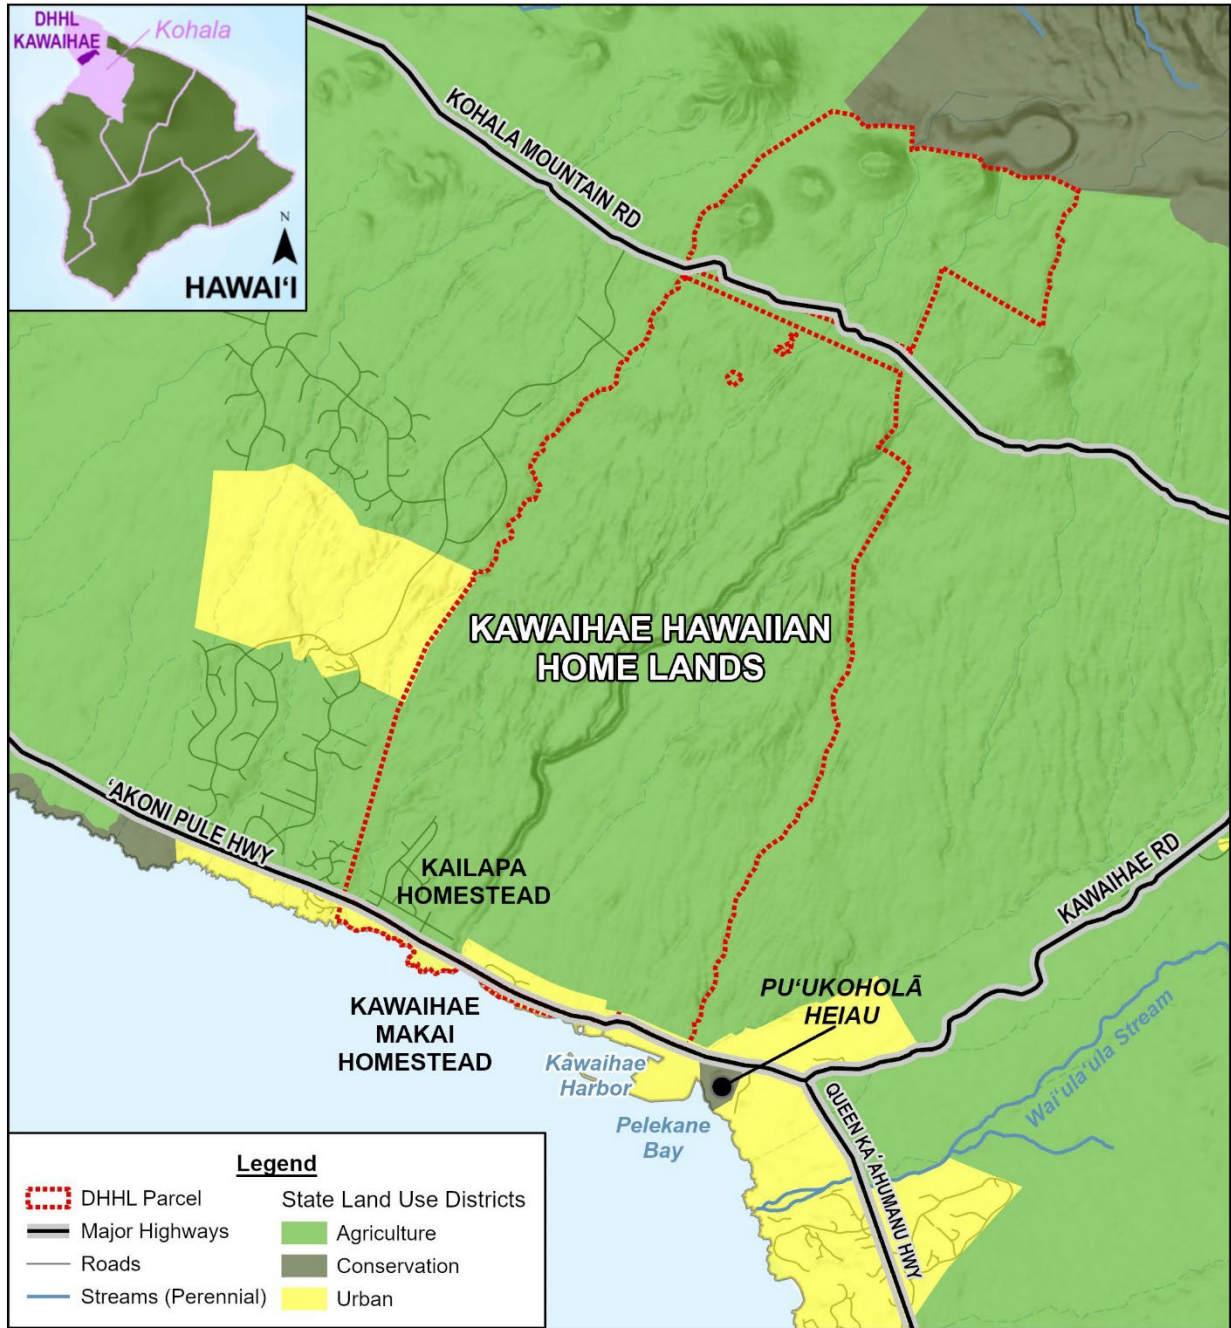 DHHL
KAWAIHAE
Kohala
N
HAWAIʻI
KOHALA MOUNTAIN RD
KAWAIHAE HAWAIIAN
HOME LANDS
ʻAKONI PULE HWY
KAILAPA
HOMESTEAD
KAWAIHAE RD
PUʻUKOHOLĀ
HEIAU
KAWAIHAE
MAKAI
HOMESTEAD
Kawaihae
Harbor
Pelekane
Bay
Waiʻulaʻula Stream
QUEEN KAʻAHUMANU HWY
Legend
DHHL Parcel
Major Highways
Roads
Streams (Perennial)
State Land Use Districts
Agriculture
Conservation
Urban